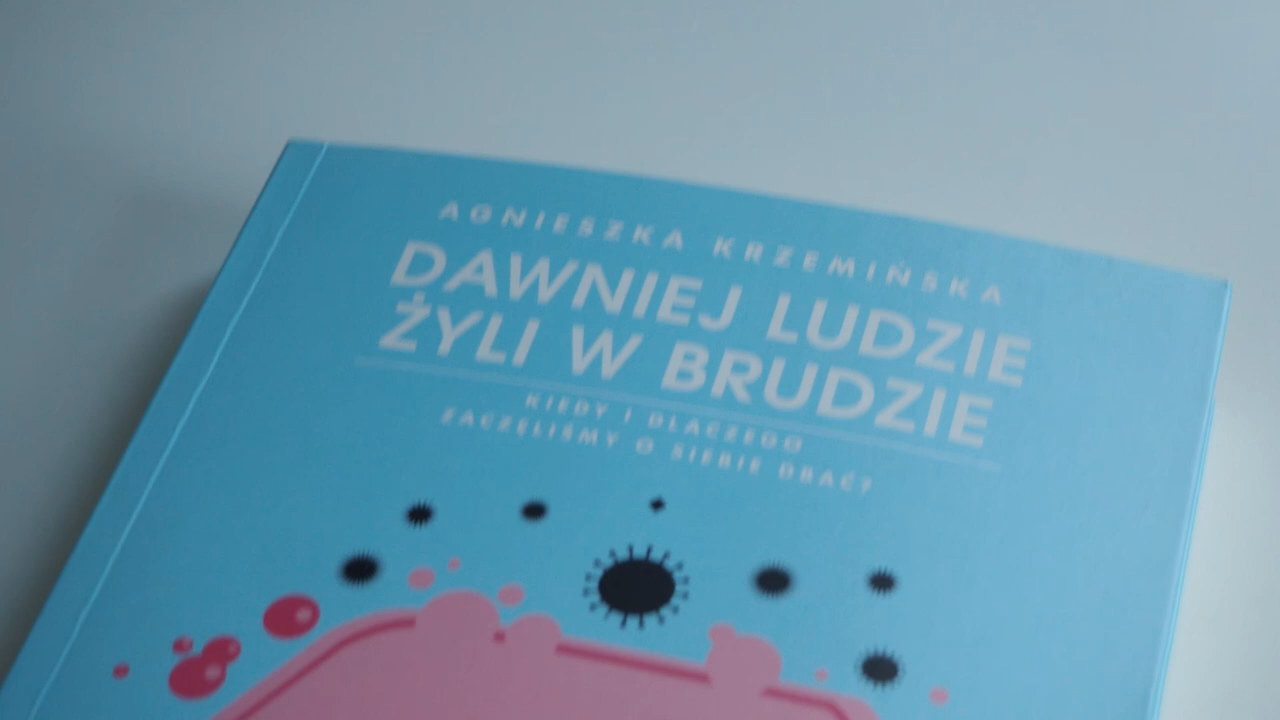 AGNIESZKA KRZEMIŃSKA
DAWNIEJ LUDZIE
ŻYLI W BRUDZIE
KIEDY I DLACZEGO
ZACZĘLIŚMY O SIEBIE DBAĆ?